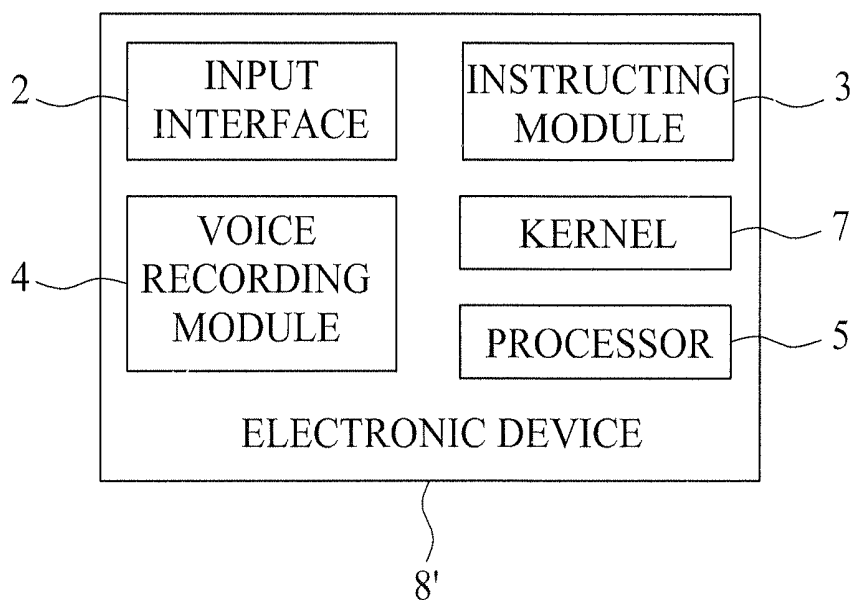 2
INPUT
INTERFACE
INSTRUCTING
MODULE
3
4
VOICE
RECORDING
MODULE
KERNEL
7
PROCESSOR
5
ELECTRONIC DEVICE
8'